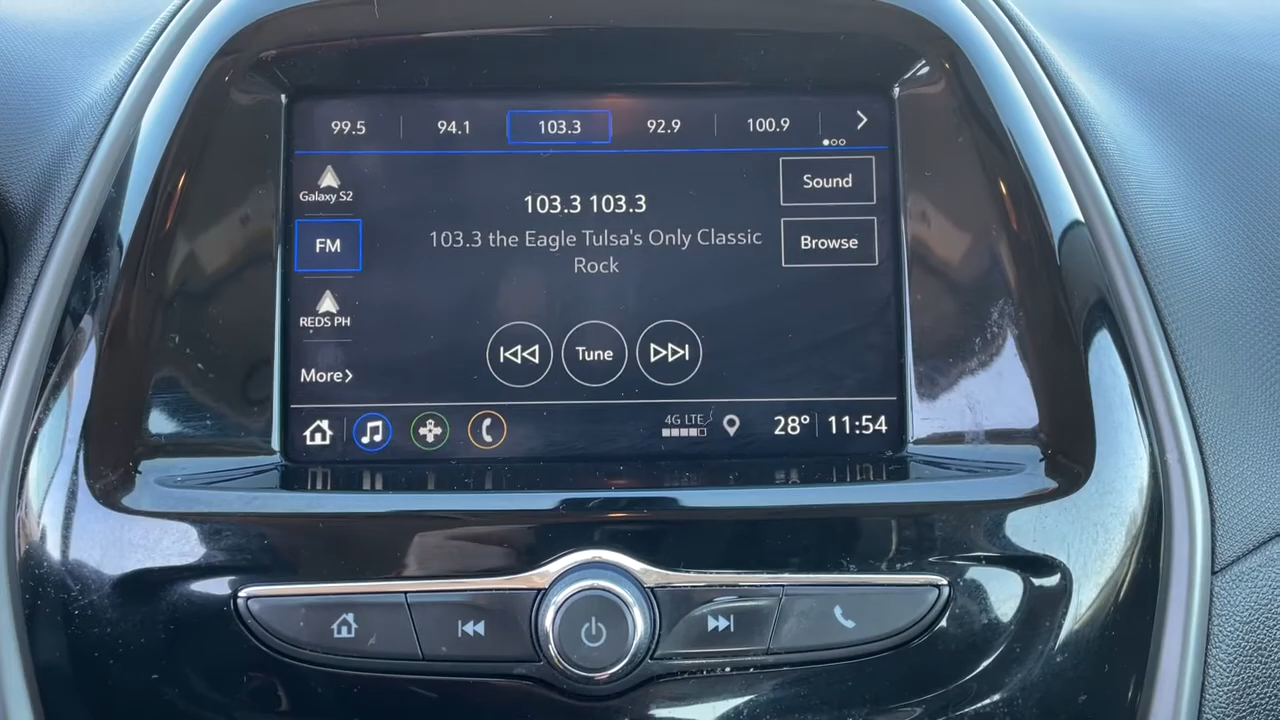 99.5 94.1 103.3 92.9 100.9
Galaxy S2
Sound
103.3 103.3
FM
103.3 the Eagle Tulsa's Only Classic
Browse
Rock
REDS PH
Tune
More
4G LTE 28° 11:54